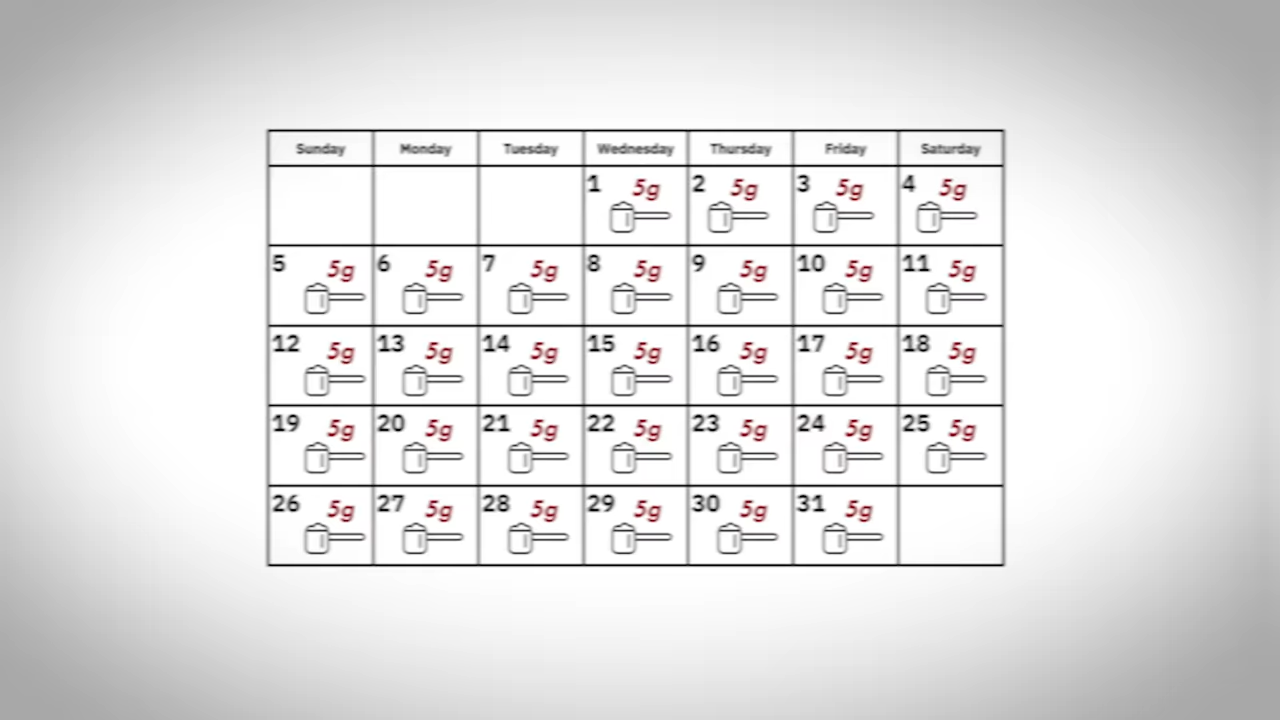 Sunday Monday Tuesday Wednesday Thursday Friday Saturday
1 5g 2 5g 3 5g 4 5g
5 5g 6 5g 7 5g 8 5g 9 5g 10 5g 11 5g
12 5g 13 5g 14 5g 15 5g 16 5g 17 5g 18 5g
19 5g 20 5g 21 5g 22 5g 23 5g 24 5g 25 5g
26 5g 27 5g 28 5g 29 5g 30 5g 31 5g